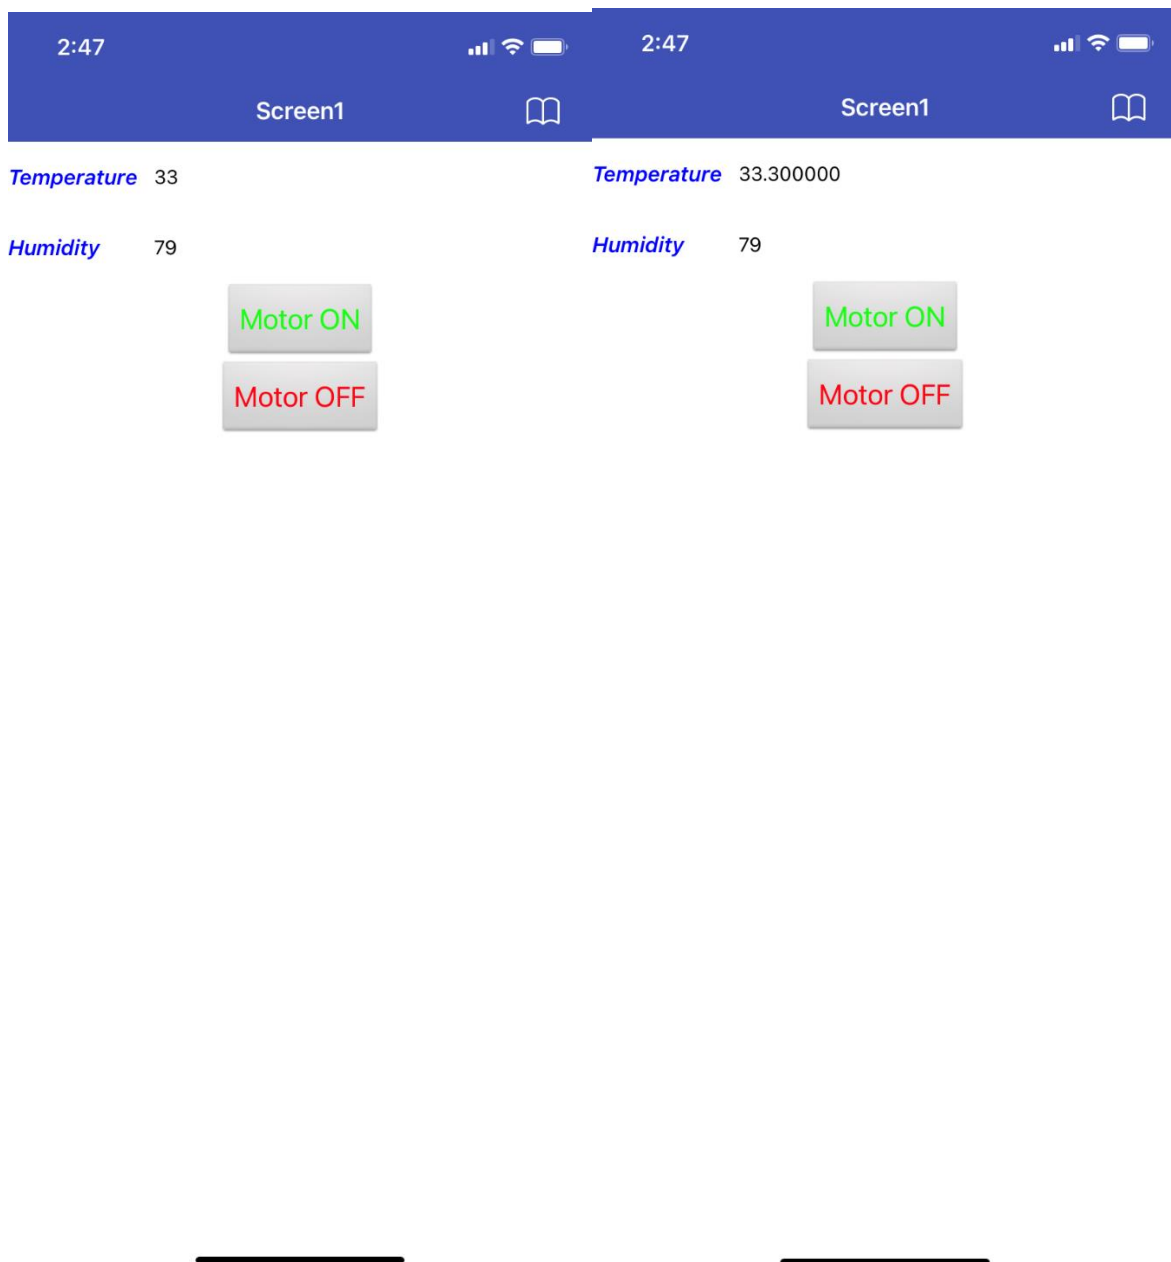 2:47
Screen1
Temperature 33
Humidity 79
Motor ON
Motor OFF
2:47
Screen1
Temperature 33.300000
Humidity 79
Motor ON
Motor OFF